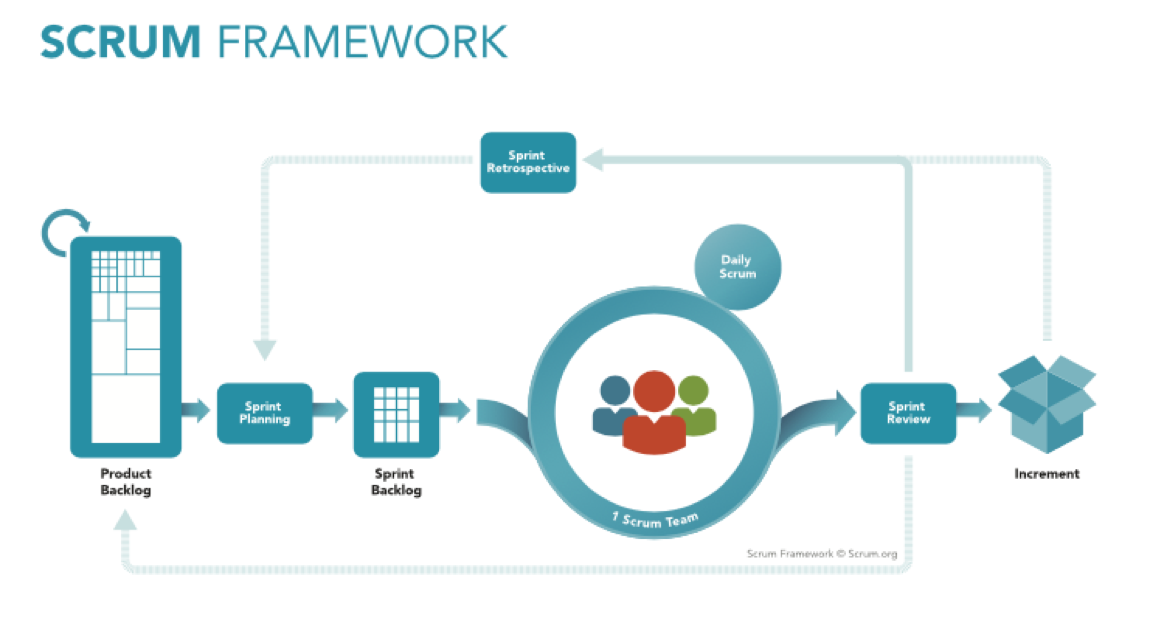 SCRUM FRAMEWORK
Sprint
Retrospective
Daily
Scrum
Sprint
Planning
Sprint
Review
Product
Backlog
Sprint
Backlog
Increment
1 Scrum Team
Scrum Framework © Scrum.org